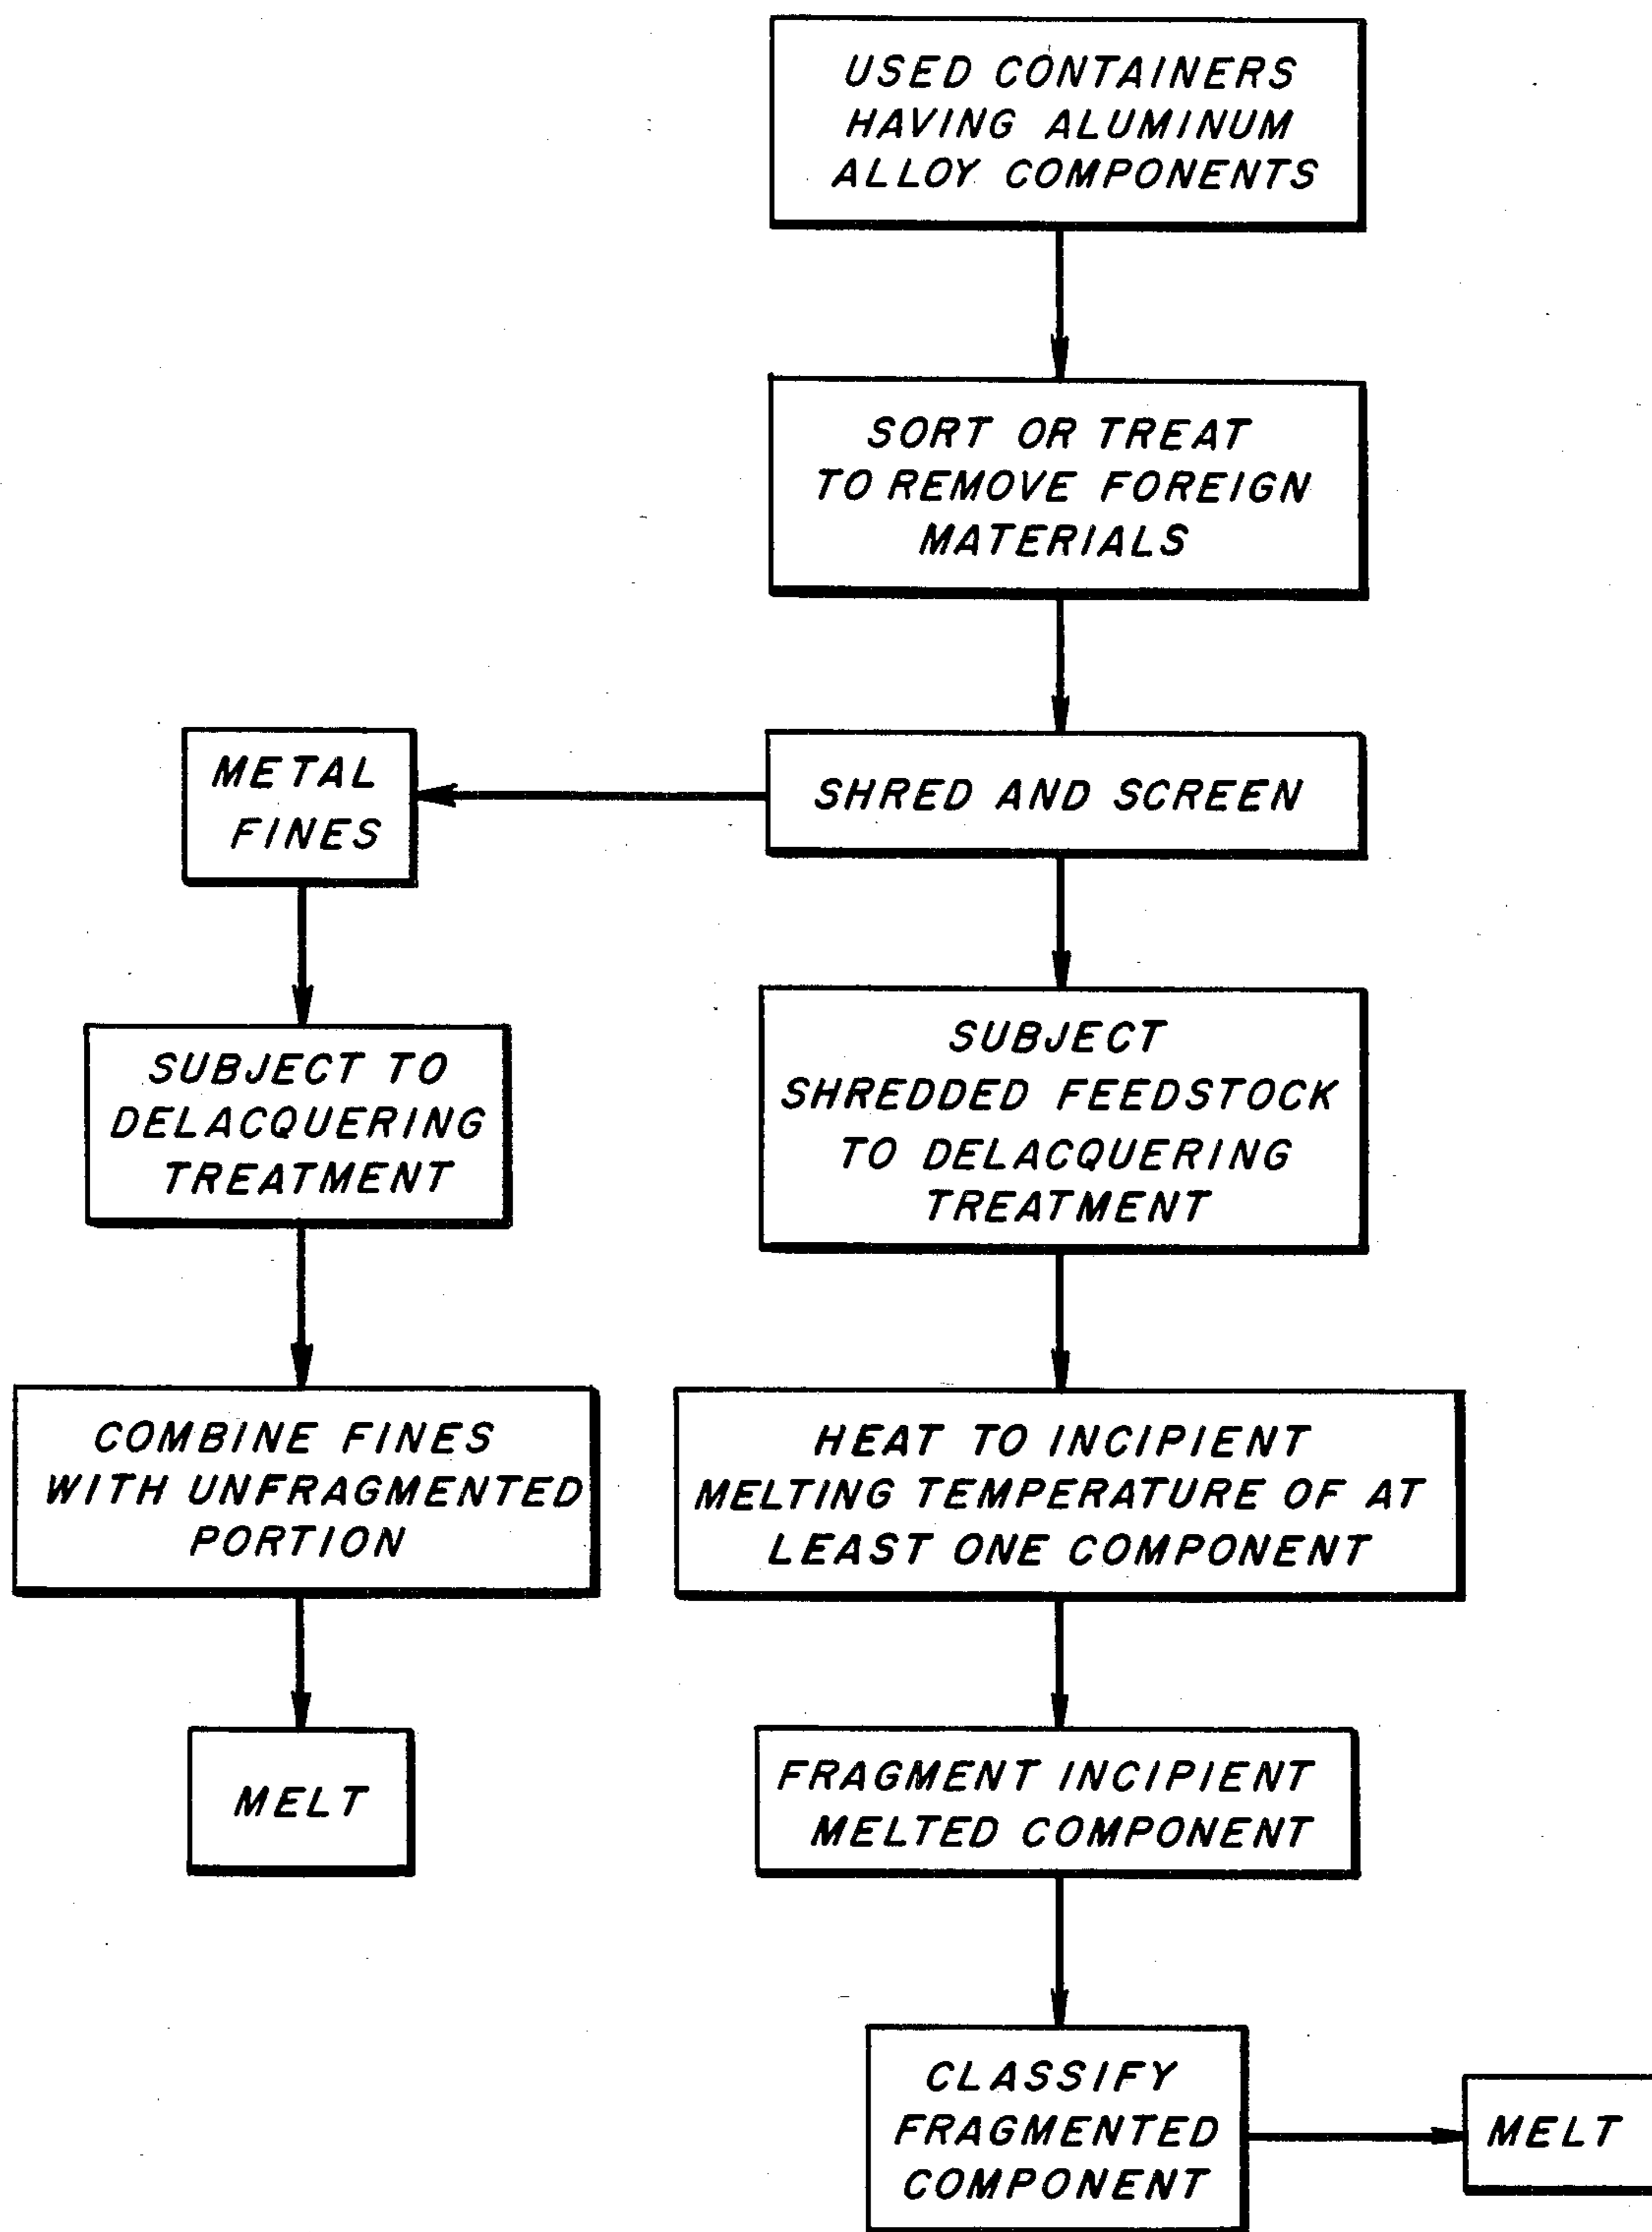 USED CONTAINERS
HAVING ALUMINUM
ALLOY COMPONENTS
SORT OR TREAT
TO REMOVE FOREIGN
MATERIALS
SHRED AND SCREEN
METAL
FINES
SUBJECT TO
DELACQUERING
TREATMENT
COMBINE FINES
WITH UNFRAGMENTED
PORTION
MELT
SUBJECT
SHREDDED FEEDSTOCK
TO DELACQUERING
TREATMENT
HEAT TO INCIPIENT
MELTING TEMPERATURE OF AT
LEAST ONE COMPONENT
FRAGMENT INCIPIENT
MELTED COMPONENT
CLASSIFY
FRAGMENTED
COMPONENT
MELT